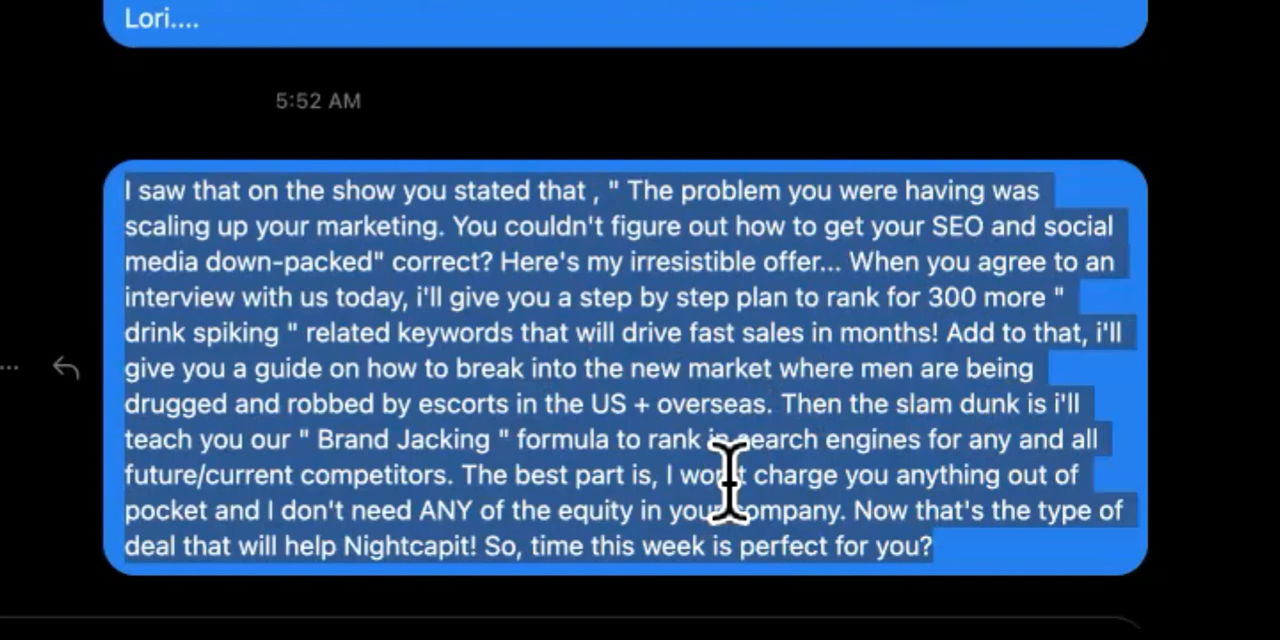 Lori....
5:52 AM
I saw that on the show you stated that , " The problem you were having was
scaling up your marketing. You couldn't figure out how to get your SEO and social
media down-packed" correct? Here's my irresistible offer... When you agree to an
interview with us today, i'll give you a step by step plan to rank for 300 more "
drink spiking " related keywords that will drive fast sales in months! Add to that, i'll
give you a guide on how to break into the new market where men are being
drugged and robbed by escorts in the US + overseas. Then the slam dunk is i'll
teach you our " Brand Jacking " formula to rank in search engines for any and all
future/current competitors. The best part is, I won't charge you anything out of
pocket and I don't need ANY of the equity in your company. Now that's the type of
deal that will help Nightcapit! So, time this week is perfect for you?